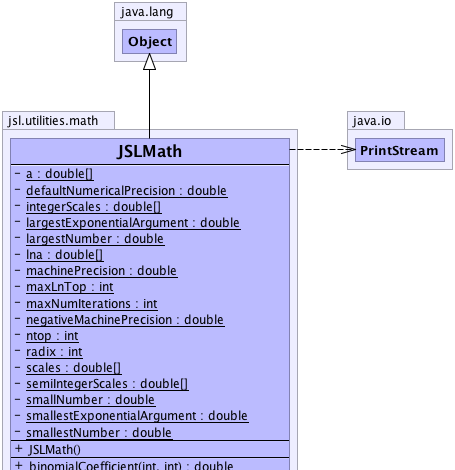 java.lang
Object
jsl.utilities.math
java.io
JSLMath
PrintStream
- a : double[]
- defaultNumericalPrecision : double
- integerScales : double[]
- largestExponentialArgument : double
- largestNumber : double
- lna : double[]
- machinePrecision : double
- maxLnTop : int
- maxNumIterations : int
- negativeMachinePrecision : double
- ntop : int
- radix : int
- scales : double[]
- semiIntegerScales : double[]
- smallNumber : double
- smallestExponentialArgument : double
- smallestNumber : double
+ JSLMath()
+ binomialCoefficient(int, int) : double